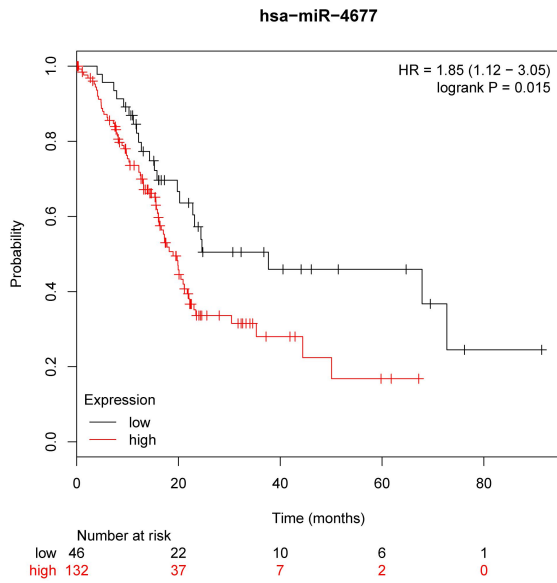 hsa−miR−4677
HR = 1.85 (1.12 − 3.05)
logrank P = 0.015
1.0
0.8
0.6
0.4
0.2
0.0
Probability
Expression
low
high
0 20 40 60 80
Time (months)
Number at risk
low 46 22 10 6 1
high 132 37 7 2 0